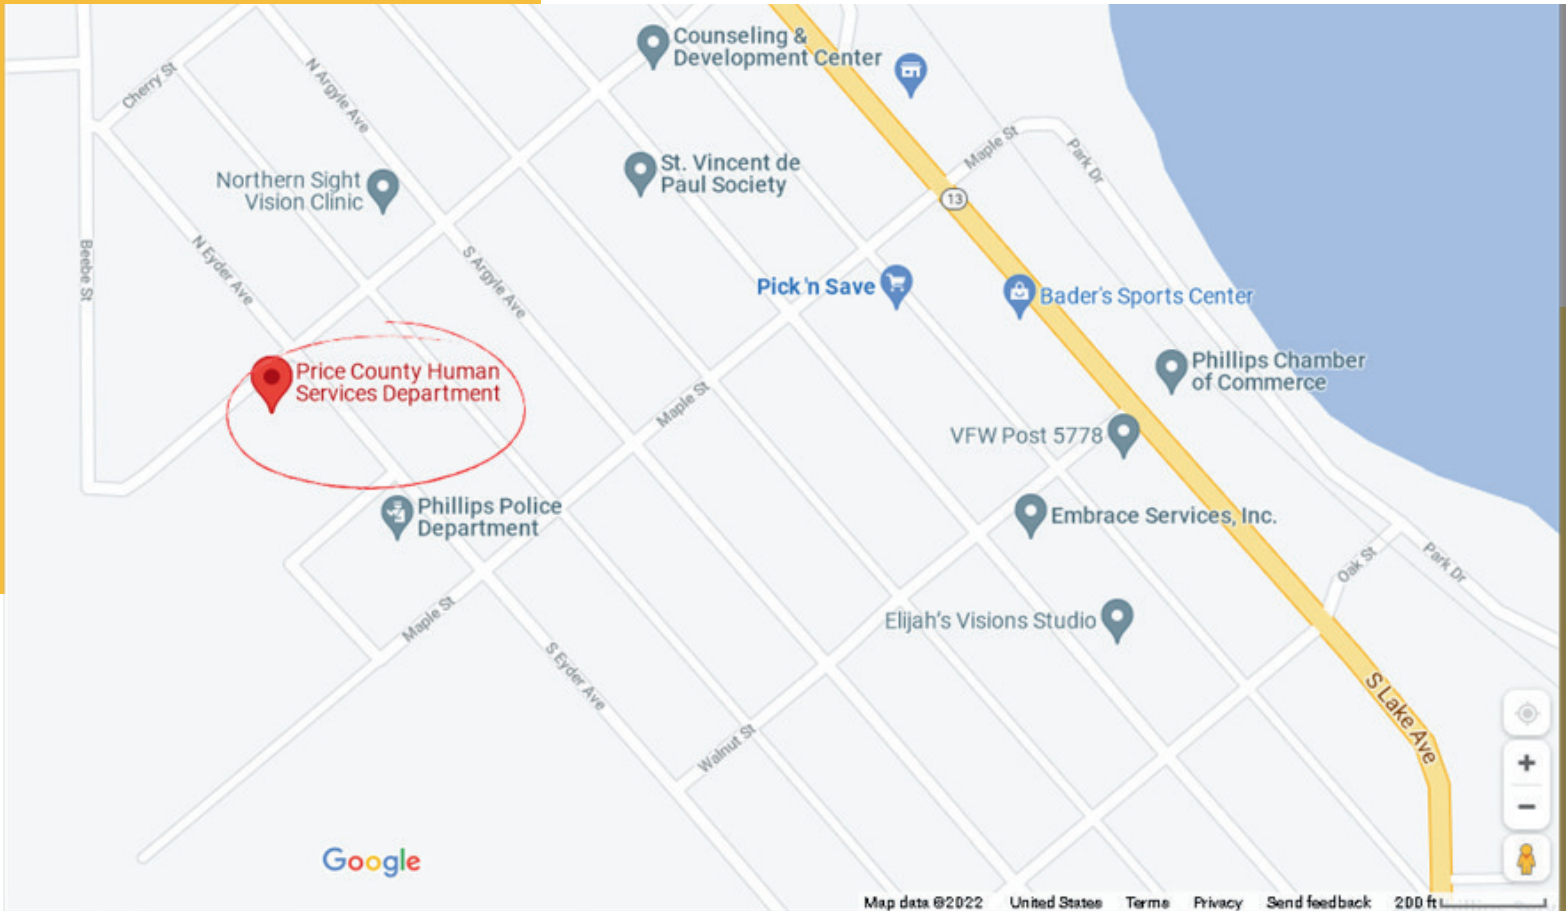 Counseling &
Development Center
Cherry St
N Argyle Ave
Maple St
Park Dr
St. Vincent de
Paul Society
Northern Sight
Vision Clinic
13
Beebe St
N Eyder Ave
S Argyle Ave
Pick 'n Save
Bader's Sports Center
Price County Human
Services Department
Phillips Chamber
of Commerce
Maple St
VFW Post 5778
Phillips Police
Department
Embrace Services, Inc.
Oak St
Park Dr
Maple St
Elijah's Visions Studio
S Eyder Ave
S Lake Ave
Walnut St
+
−
Google
Map data ©2022 United States Terms Privacy Send feedback 200 ft